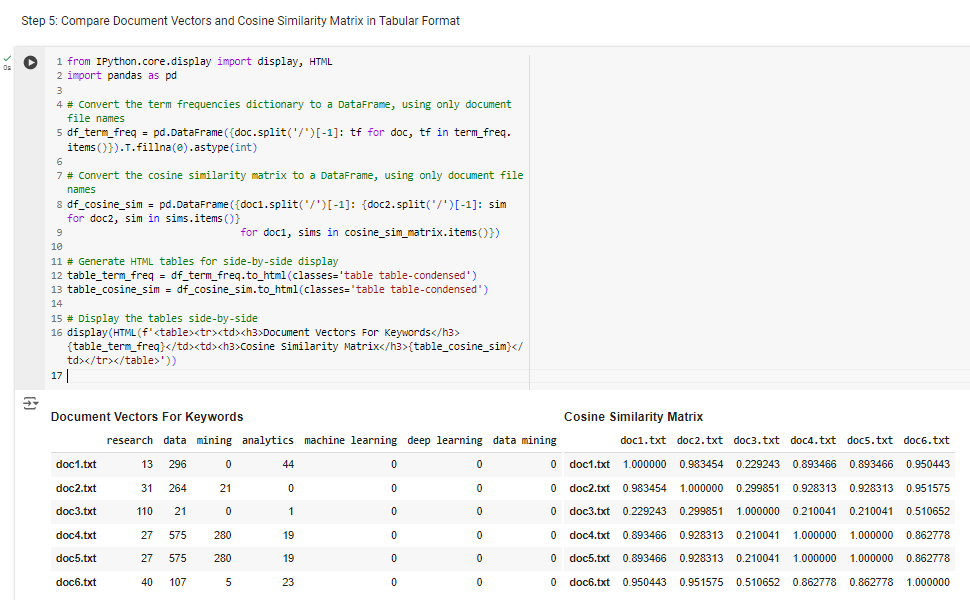 Step 5: Compare Document Vectors and Cosine Similarity Matrix in Tabular Format
0s
1 from IPython.core.display import display, HTML
2 import pandas as pd
3
4 # Convert the term frequencies dictionary to a DataFrame, using only document
file names
5 df_term_freq = pd.DataFrame({doc.split('/')[-1]: tf for doc, tf in term_freq.
items()}).T.fillna(0).astype(int)
6
7 # Convert the cosine similarity matrix to a DataFrame, using only document file
names
8 df_cosine_sim = pd.DataFrame({doc1.split('/')[-1]: {doc2.split('/')[-1]: sim
for doc2, sim in sims.items()}
9 for doc1, sims in cosine_sim_matrix.items()})
10
11 # Generate HTML tables for side-by-side display
12 table_term_freq = df_term_freq.to_html(classes='table table-condensed')
13 table_cosine_sim = df_cosine_sim.to_html(classes='table table-condensed')
14
15 # Display the tables side-by-side
16 display(HTML(f'<table><tr><td><h3>Document Vectors For Keywords</h3>
{table_term_freq}</td><td><h3>Cosine Similarity Matrix</h3>{table_cosine_sim}</
td></tr></table>'))
17
Document Vectors For Keywords Cosine Similarity Matrix
research data mining analytics machine learning deep learning data mining doc1.txt doc2.txt doc3.txt doc4.txt doc5.txt doc6.txt
doc1.txt 13 296 0 44 0 0 0 doc1.txt 1.000000 0.983454 0.229243 0.893466 0.893466 0.950443
doc2.txt 31 264 21 0 0 0 0 doc2.txt 0.983454 1.000000 0.299851 0.928313 0.928313 0.951575
doc3.txt 110 21 0 1 0 0 0 doc3.txt 0.229243 0.299851 1.000000 0.210041 0.210041 0.510652
doc4.txt 27 575 280 19 0 0 0 doc4.txt 0.893466 0.928313 0.210041 1.000000 1.000000 0.862778
doc5.txt 27 575 280 19 0 0 0 doc5.txt 0.893466 0.928313 0.210041 1.000000 1.000000 0.862778
doc6.txt 40 107 5 23 0 0 0 doc6.txt 0.950443 0.951575 0.510652 0.862778 0.862778 1.000000